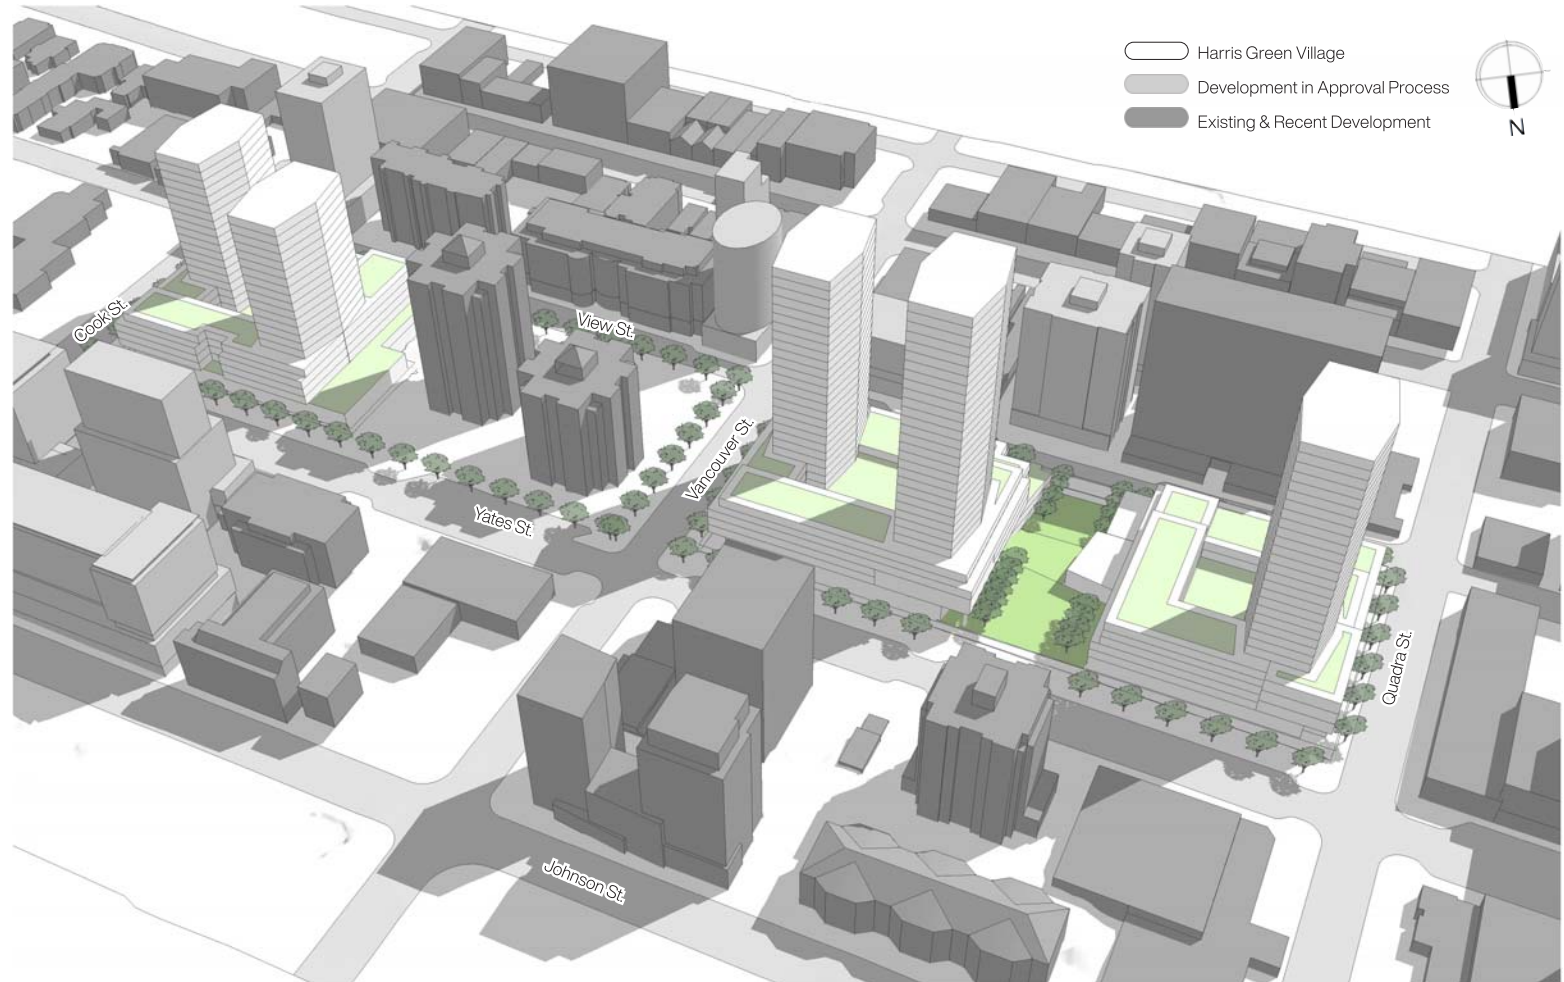 Harris Green Village
Development in Approval Process
Existing & Recent Development
N
Cook St.
View St.
Vancouver St.
Yates St.
Quadra St.
Johnson St.